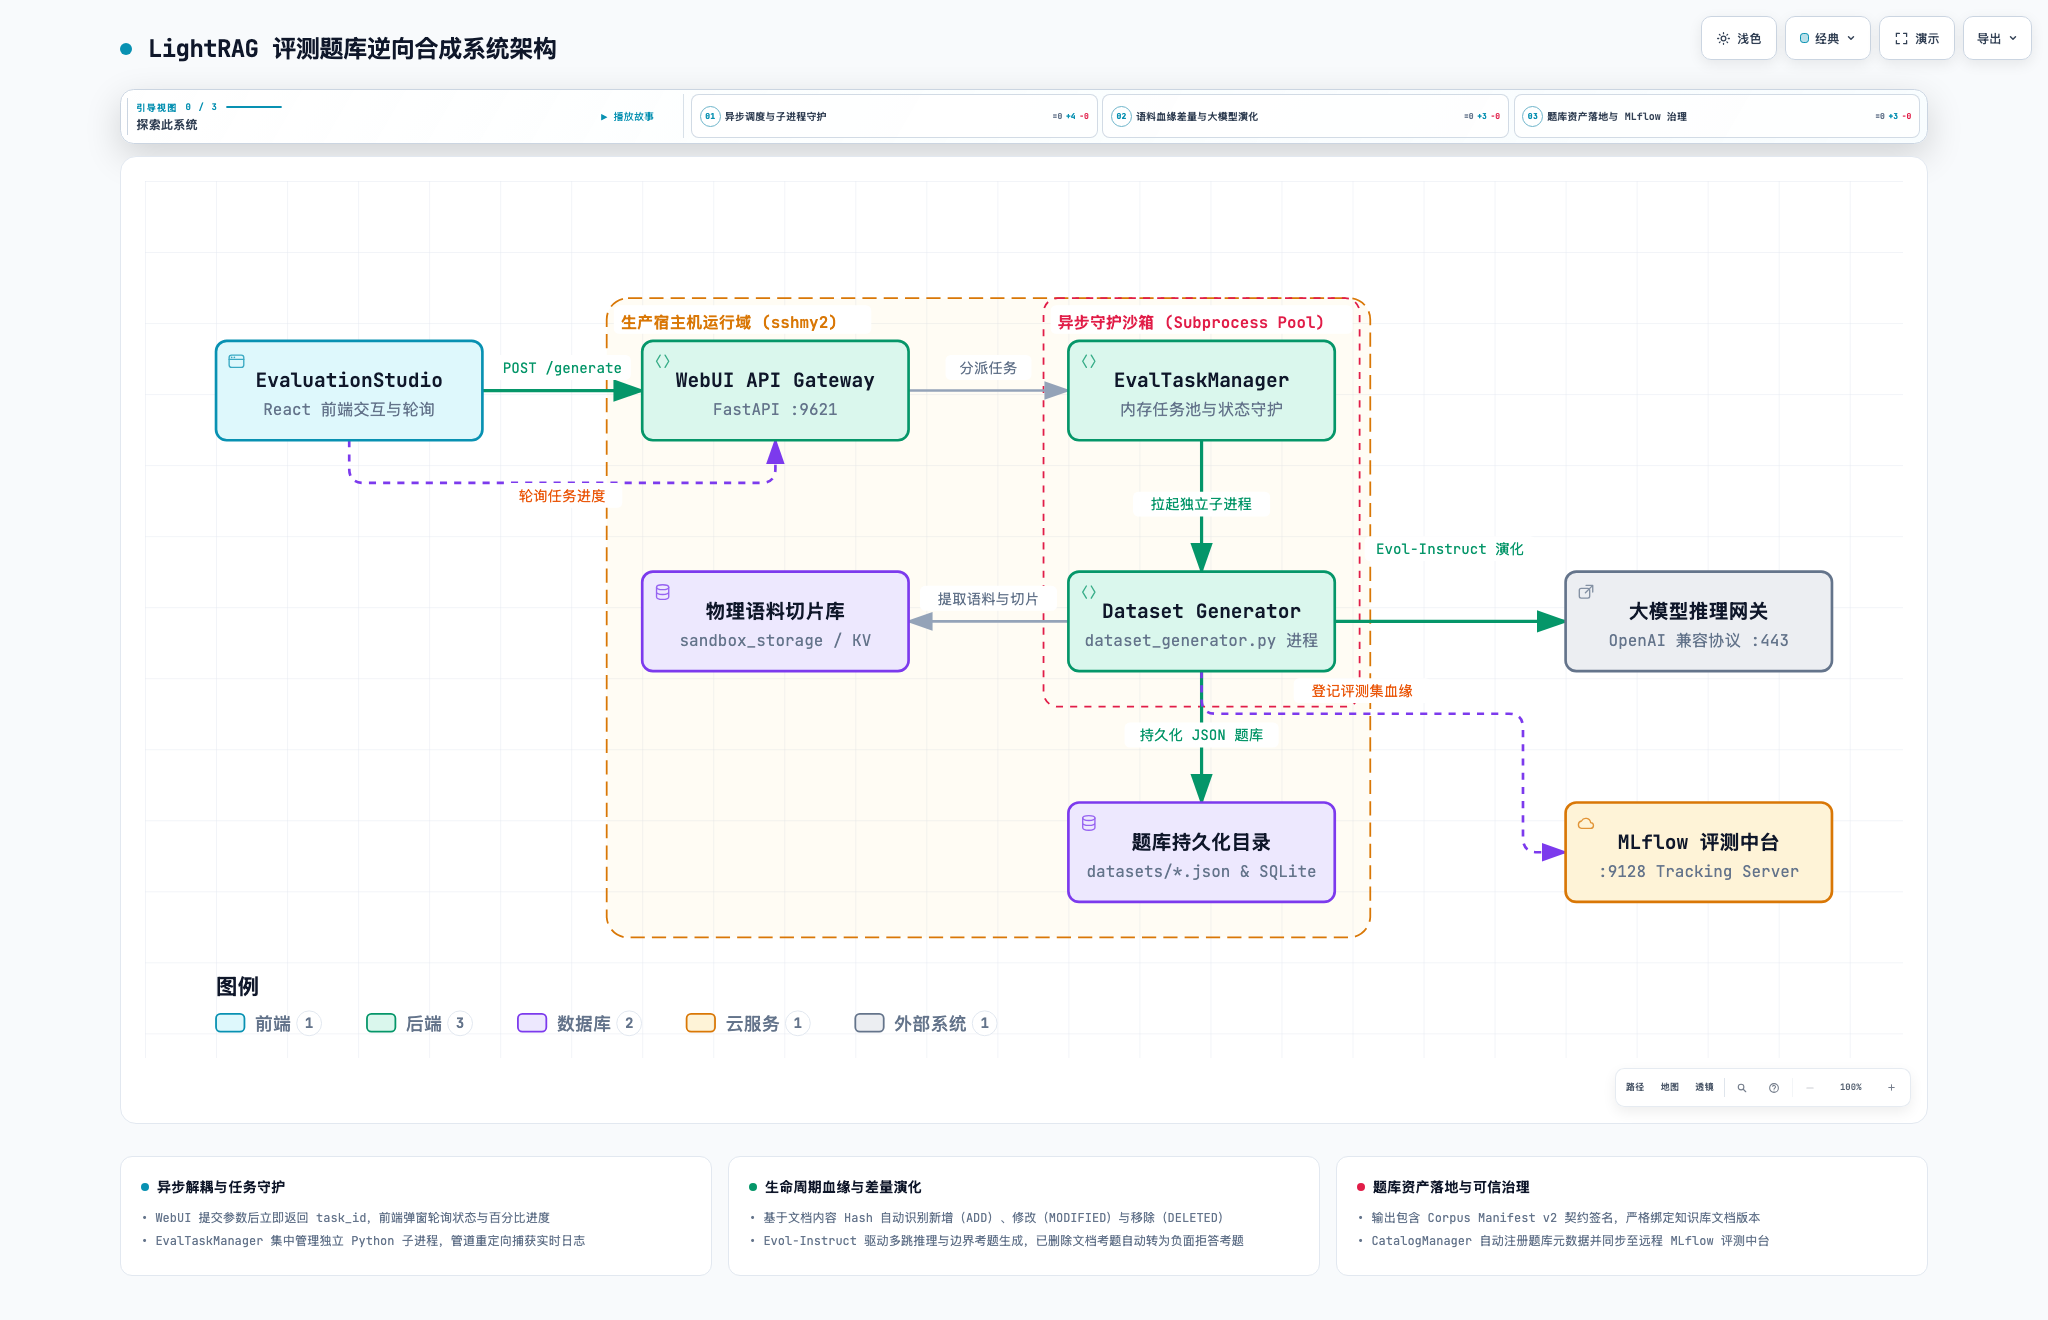 LightRAG 评测题库逆向合成系统架构
浅色
经典
演示
导出
引导视图 0 / 3
探索此系统
播放故事
01 异步调度与子进程守护 =0 +4 -0
02 语料血缘差量与大模型演化 =0 +3 -0
03 题库资产落地与 MLflow 治理 =0 +3 -0
生产宿主机运行域 (sshmy2)
异步守护沙箱 (Subprocess Pool)
EvaluationStudio
React 前端交互与轮询
POST /generate
WebUI API Gateway
FastAPI :9621
分派任务
EvalTaskManager
内存任务池与状态守护
轮询任务进度
拉起独立子进程
Evol-Instruct 演化
物理语料切片库
sandbox_storage / KV
提取语料与切片
Dataset Generator
dataset_generator.py 进程
大模型推理网关
OpenAI 兼容协议 :443
登记评测集血缘
持久化 JSON 题库
题库持久化目录
datasets/*.json & SQLite
MLflow 评测中台
:9128 Tracking Server
图例
前端 1
后端 3
数据库 2
云服务 1
外部系统 1
路径
地图
透镜
100%
异步解耦与任务守护
• WebUI 提交参数后立即返回 task_id，前端弹窗轮询状态与百分比进度
• EvalTaskManager 集中管理独立 Python 子进程，管道重定向捕获实时日志
生命周期血缘与差量演化
• 基于文档内容 Hash 自动识别新增（ADD）、修改（MODIFIED）与移除（DELETED）
• Evol-Instruct 驱动多跳推理与边界考题生成，已删除文档考题自动转为负面拒答考题
题库资产落地与可信治理
• 输出包含 Corpus Manifest v2 契约签名，严格绑定知识库文档版本
• CatalogManager 自动注册题库元数据并同步至远程 MLflow 评测中台